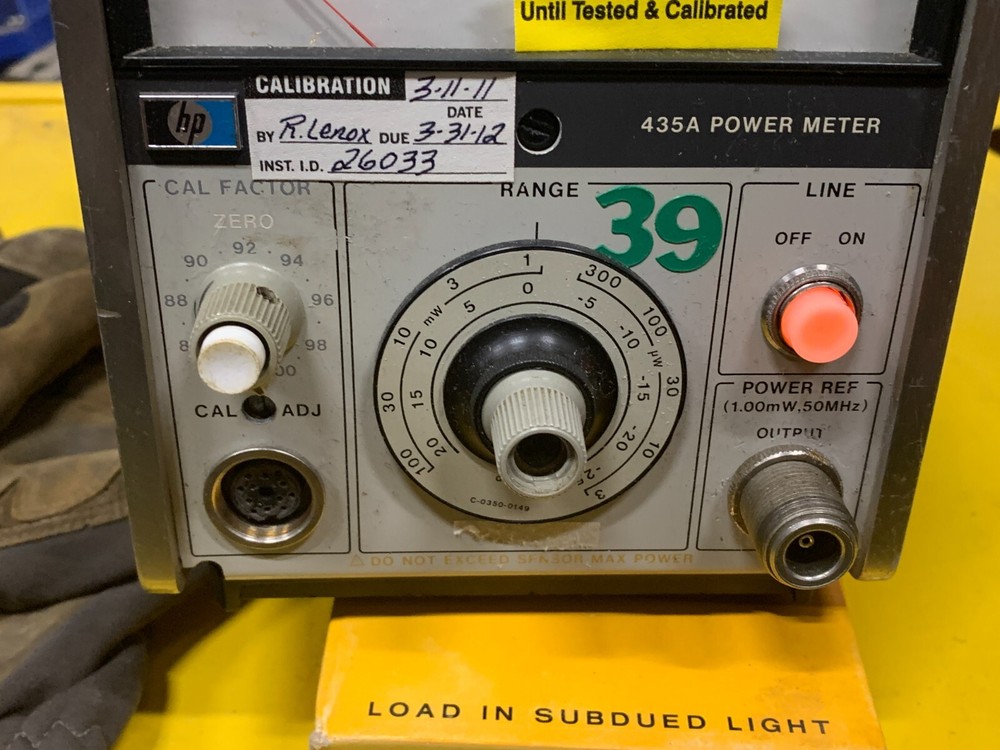 Until Tested & Calibrated
CALIBRATION 3-11-11
DATE
BY R. Lenox DUE 3-31-12
INST. I.D. 26033
hp
435A POWER METER
CAL FACTOR
ZERO
88 90 92 94 96 98
CAL ADJ
RANGE
39
mW 100 30 10 3 1 300 100 µW 30 10 3
20 15 10 5 0 -5 -10 -15 -20
C-0350-0149
LINE
OFF ON
POWER REF
(1.00mW,50MHz)
OUTPUT
DO NOT EXCEED SENSOR MAX POWER
LOAD IN SUBDUED LIGHT